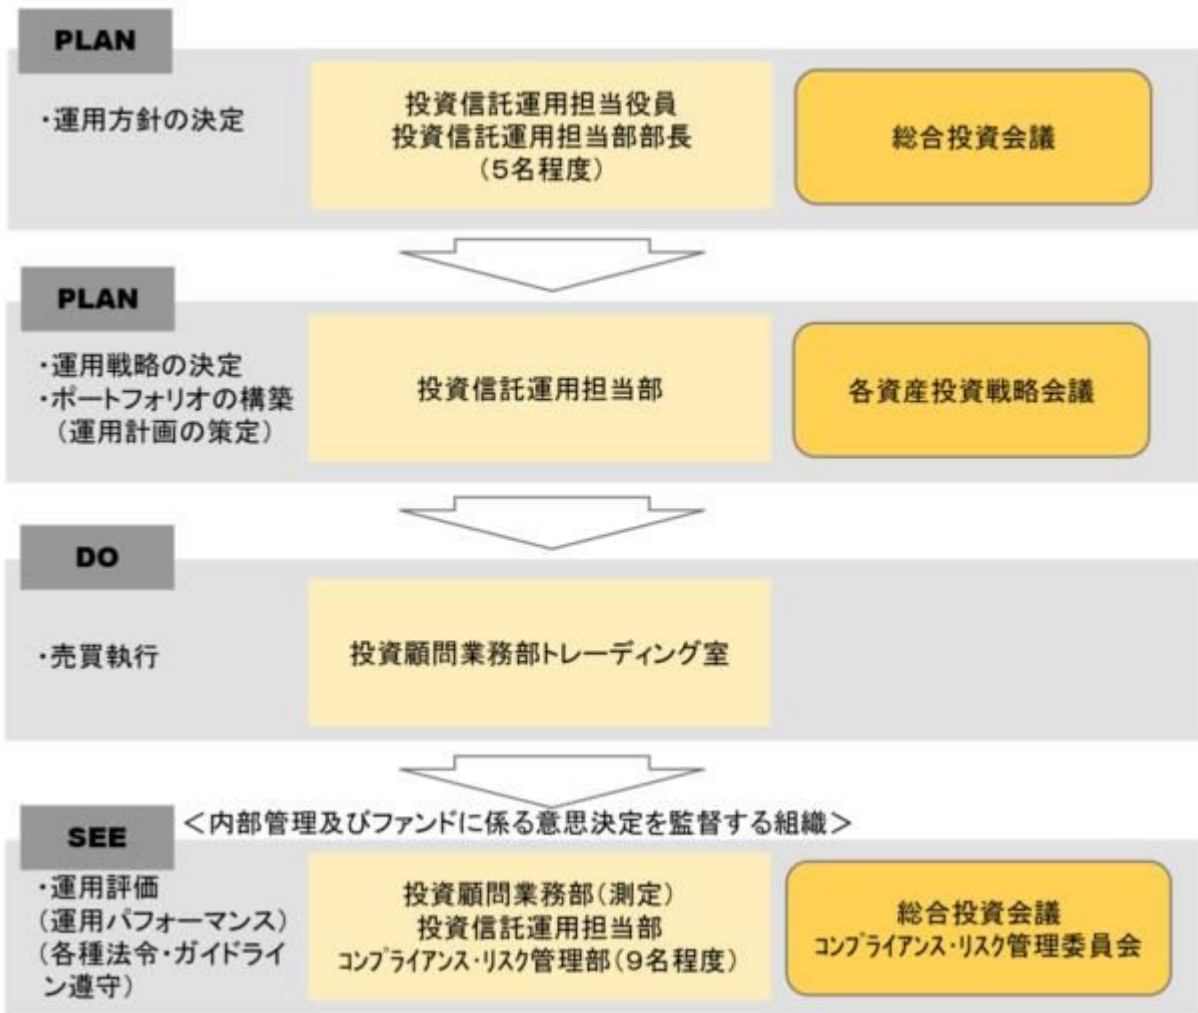 PLAN
・運用方針の決定
投資信託運用担当役員
投資信託運用担当部部長
(5名程度)
総合投資会議
PLAN
・運用戦略の決定
・ポートフォリオの構築
(運用計画の策定)
投資信託運用担当部
各資産投資戦略会議
DO
・売買執行
投資顧問業務部トレーディング室
SEE
<内部管理及びファンドに係る意思決定を監督する組織>
・運用評価
(運用パフォーマンス)
(各種法令・ガイドライ
ン遵守)
投資顧問業務部(測定)
投資信託運用担当部
コンプライアンス・リスク管理部(9名程度)
総合投資会議
コンプライアンス・リスク管理委員会